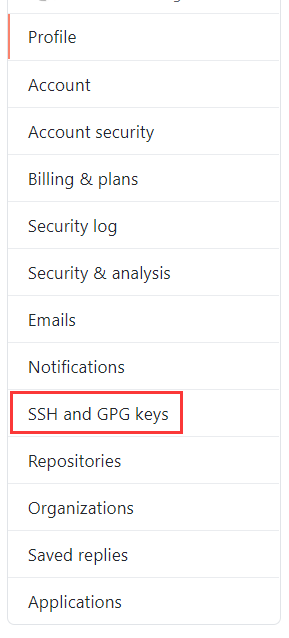 Profile
Account
Account security
Billing & plans
Security log
Security & analysis
Emails
Notifications
SSH and GPG keys
Repositories
Organizations
Saved replies
Applications